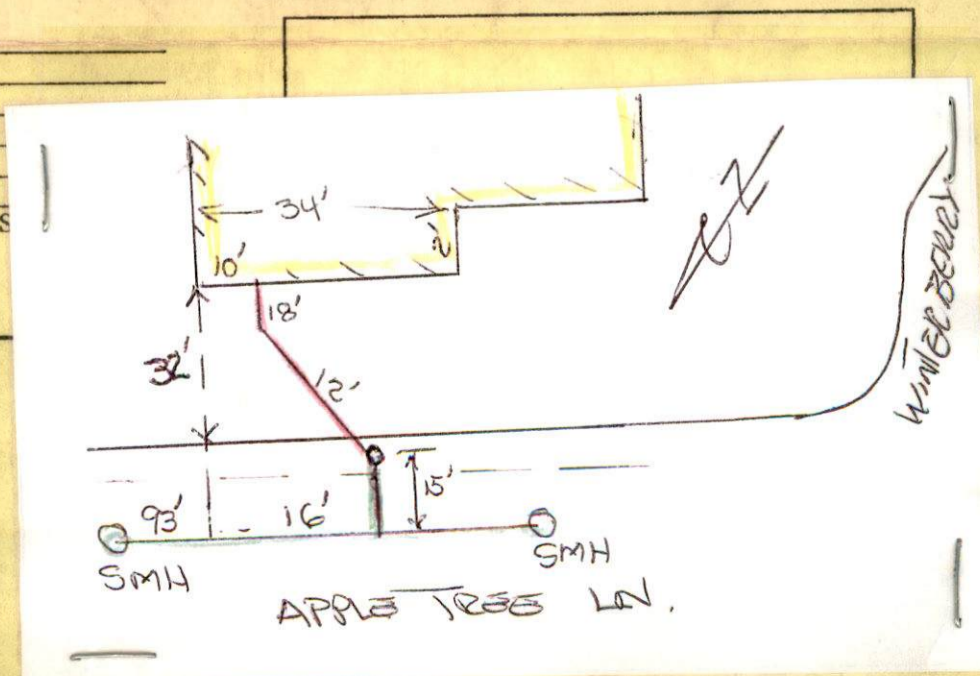 34'
2'
10'
18'
32'
12'
15'
93'
16'
SMH
SMH
APPLE TREE LN.
WINTERBERRY
S
N